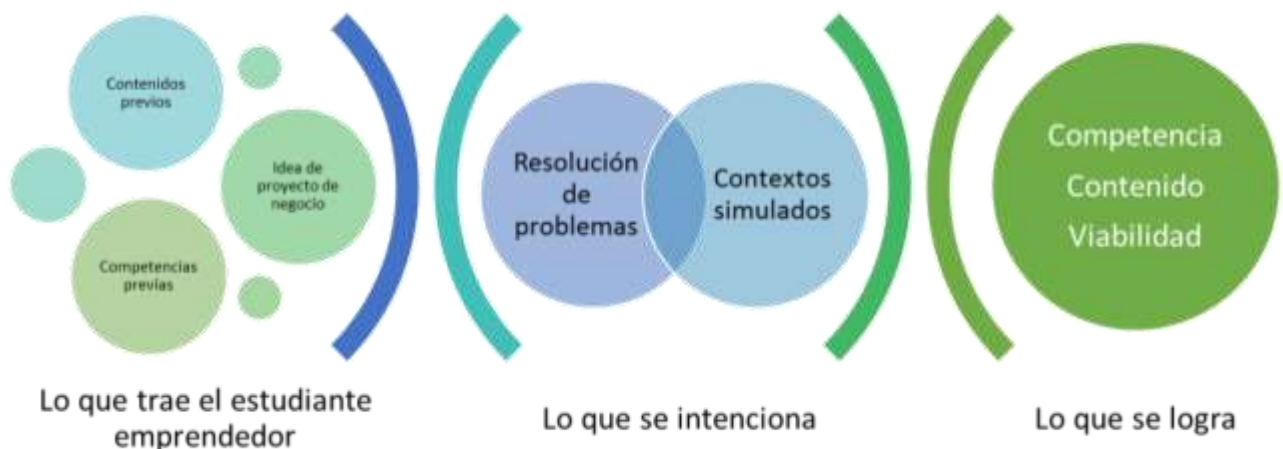 Contenidos
previos
Idea de
proyecto de
negocio
Competencias
previas
Lo que trae el estudiante
emprendedor
Resolución
de
problemas
Contextos
simulados
Lo que se intenciona
Competencia
Contenido
Viabilidad
Lo que se logra